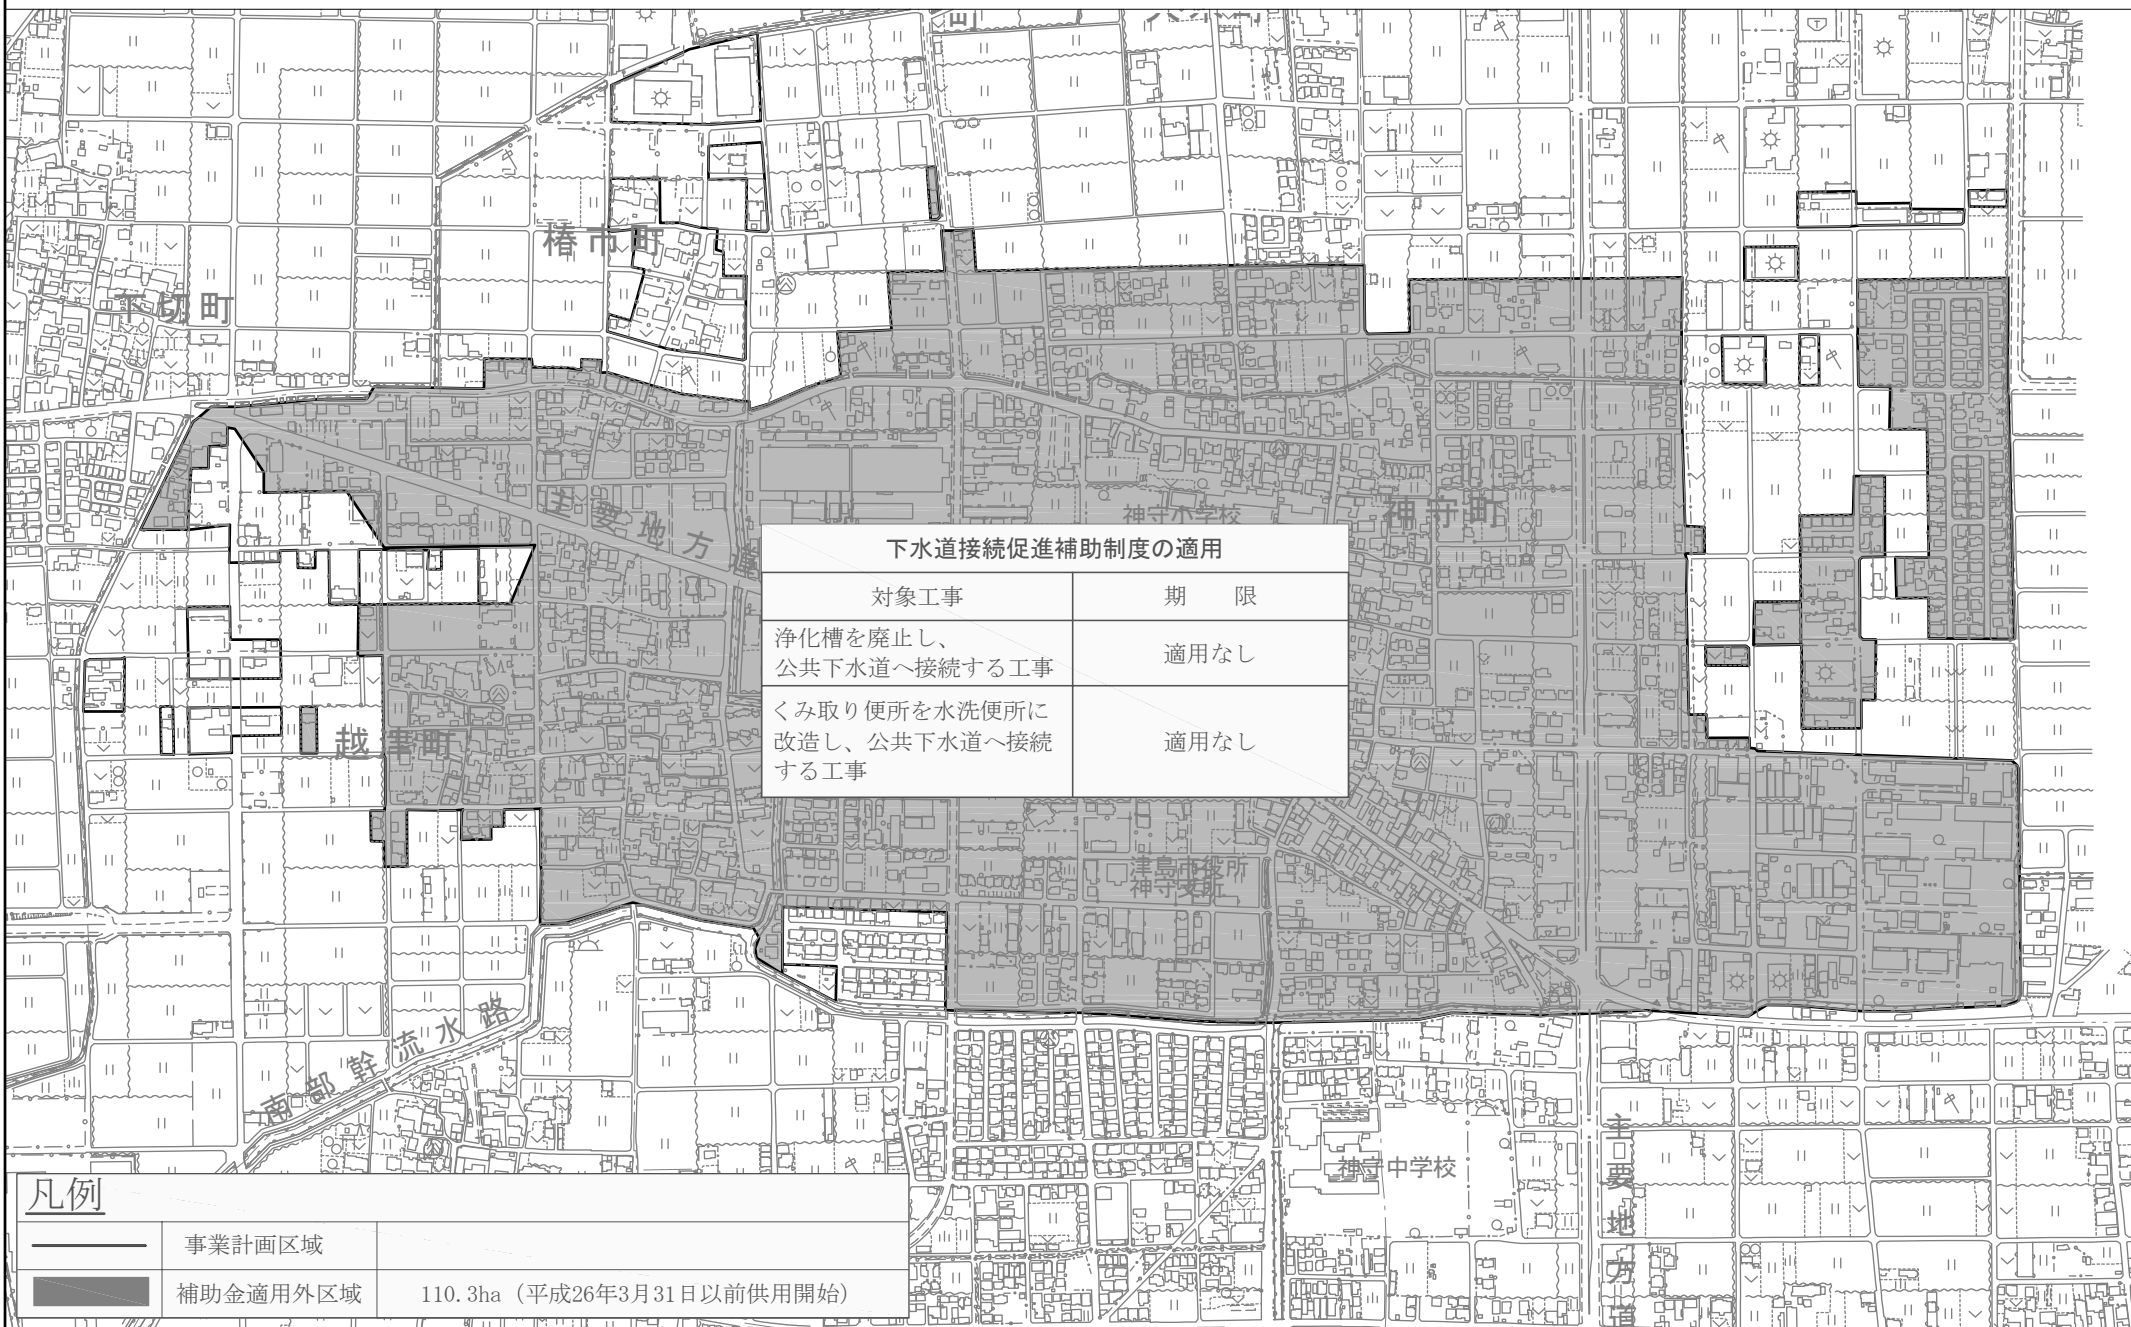 椿市町
下切町
主要地方道
神守小学校
神守町
下水道接続促進補助制度の適用
対象工事
期　限
浄化槽を廃止し、
公共下水道へ接続する工事
適用なし
くみ取り便所を水洗便所に
改造し、公共下水道へ接続
する工事
適用なし
越津町
津島市役所
神守支所
南部幹流水路
神守中学校
主要地方道
凡例
事業計画区域
補助金適用外区域
110.3ha（平成26年3月31日以前供用開始）